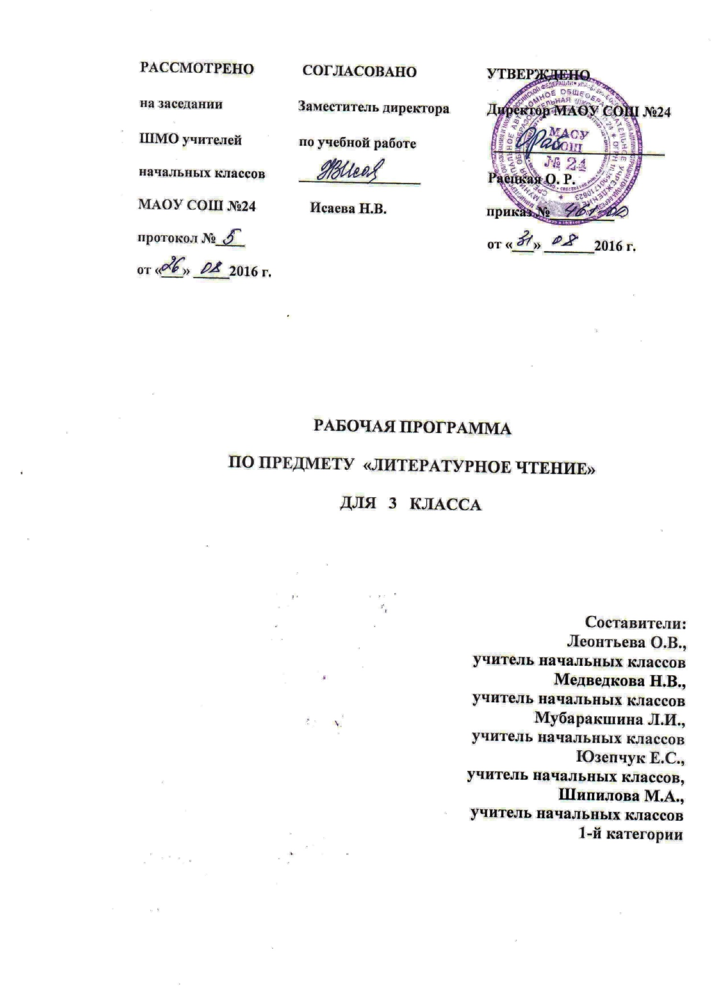 РАССМОТРЕНО
на заседании
ШМО учителей
начальных классов
МАОУ СОШ №24
протокол № 5
от «26» 08 2016 г.
СОГЛАСОВАНО
Заместитель директора
по учебной работе
Исаева Н.В.
УТВЕРЖДЕНО
Директор МАОУ СОШ №24
Раецкая О. Р.
приказ № 461 ОД
от «31» 08 2016 г.
МАОУ
СОШ
№ 24
РАБОЧАЯ ПРОГРАММА
ПО ПРЕДМЕТУ «ЛИТЕРАТУРНОЕ ЧТЕНИЕ»
ДЛЯ 3 КЛАССА
Составители:
Леонтьева О.В.,
учитель начальных классов
Медведкова Н.В.,
учитель начальных классов
Мубаракшина Л.И.,
учитель начальных классов
Юзепчук Е.С.,
учитель начальных классов,
Шипилова М.А.,
учитель начальных классов
1-й категории